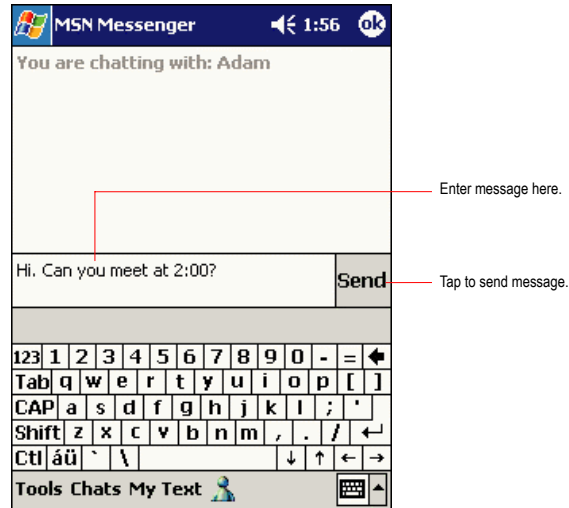 MSN Messenger 1:56 ok
You are chatting with: Adam
Enter message here.
Hi. Can you meet at 2:00?
Send
Tap to send message.
123 1 2 3 4 5 6 7 8 9 0 - = 🡄
Tab q w e r t y u i o p [ ]
CAP a s d f g h j k l ; '
Shift z x c v b n m , . / ↵
Ctl áü ` \ ↓ ↑ ← →
Tools Chats My Text